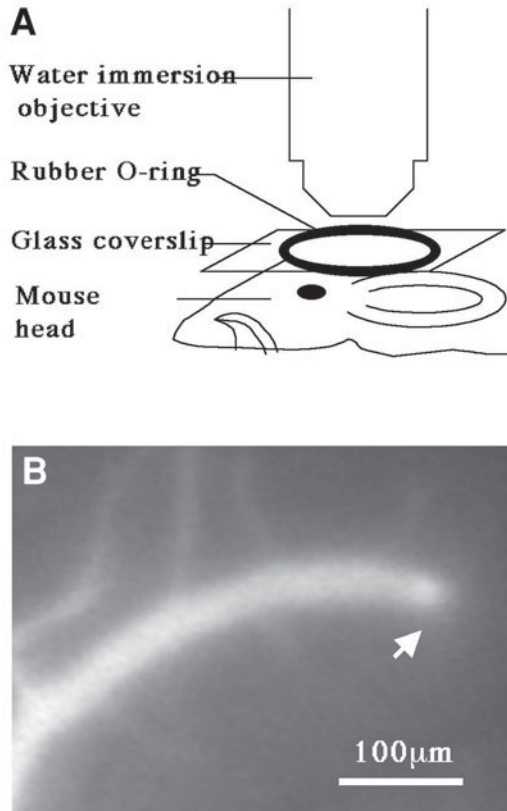 A
Water immersion
objective
Rubber O-ring
Glass coverslip
Mouse
head
B
100μm